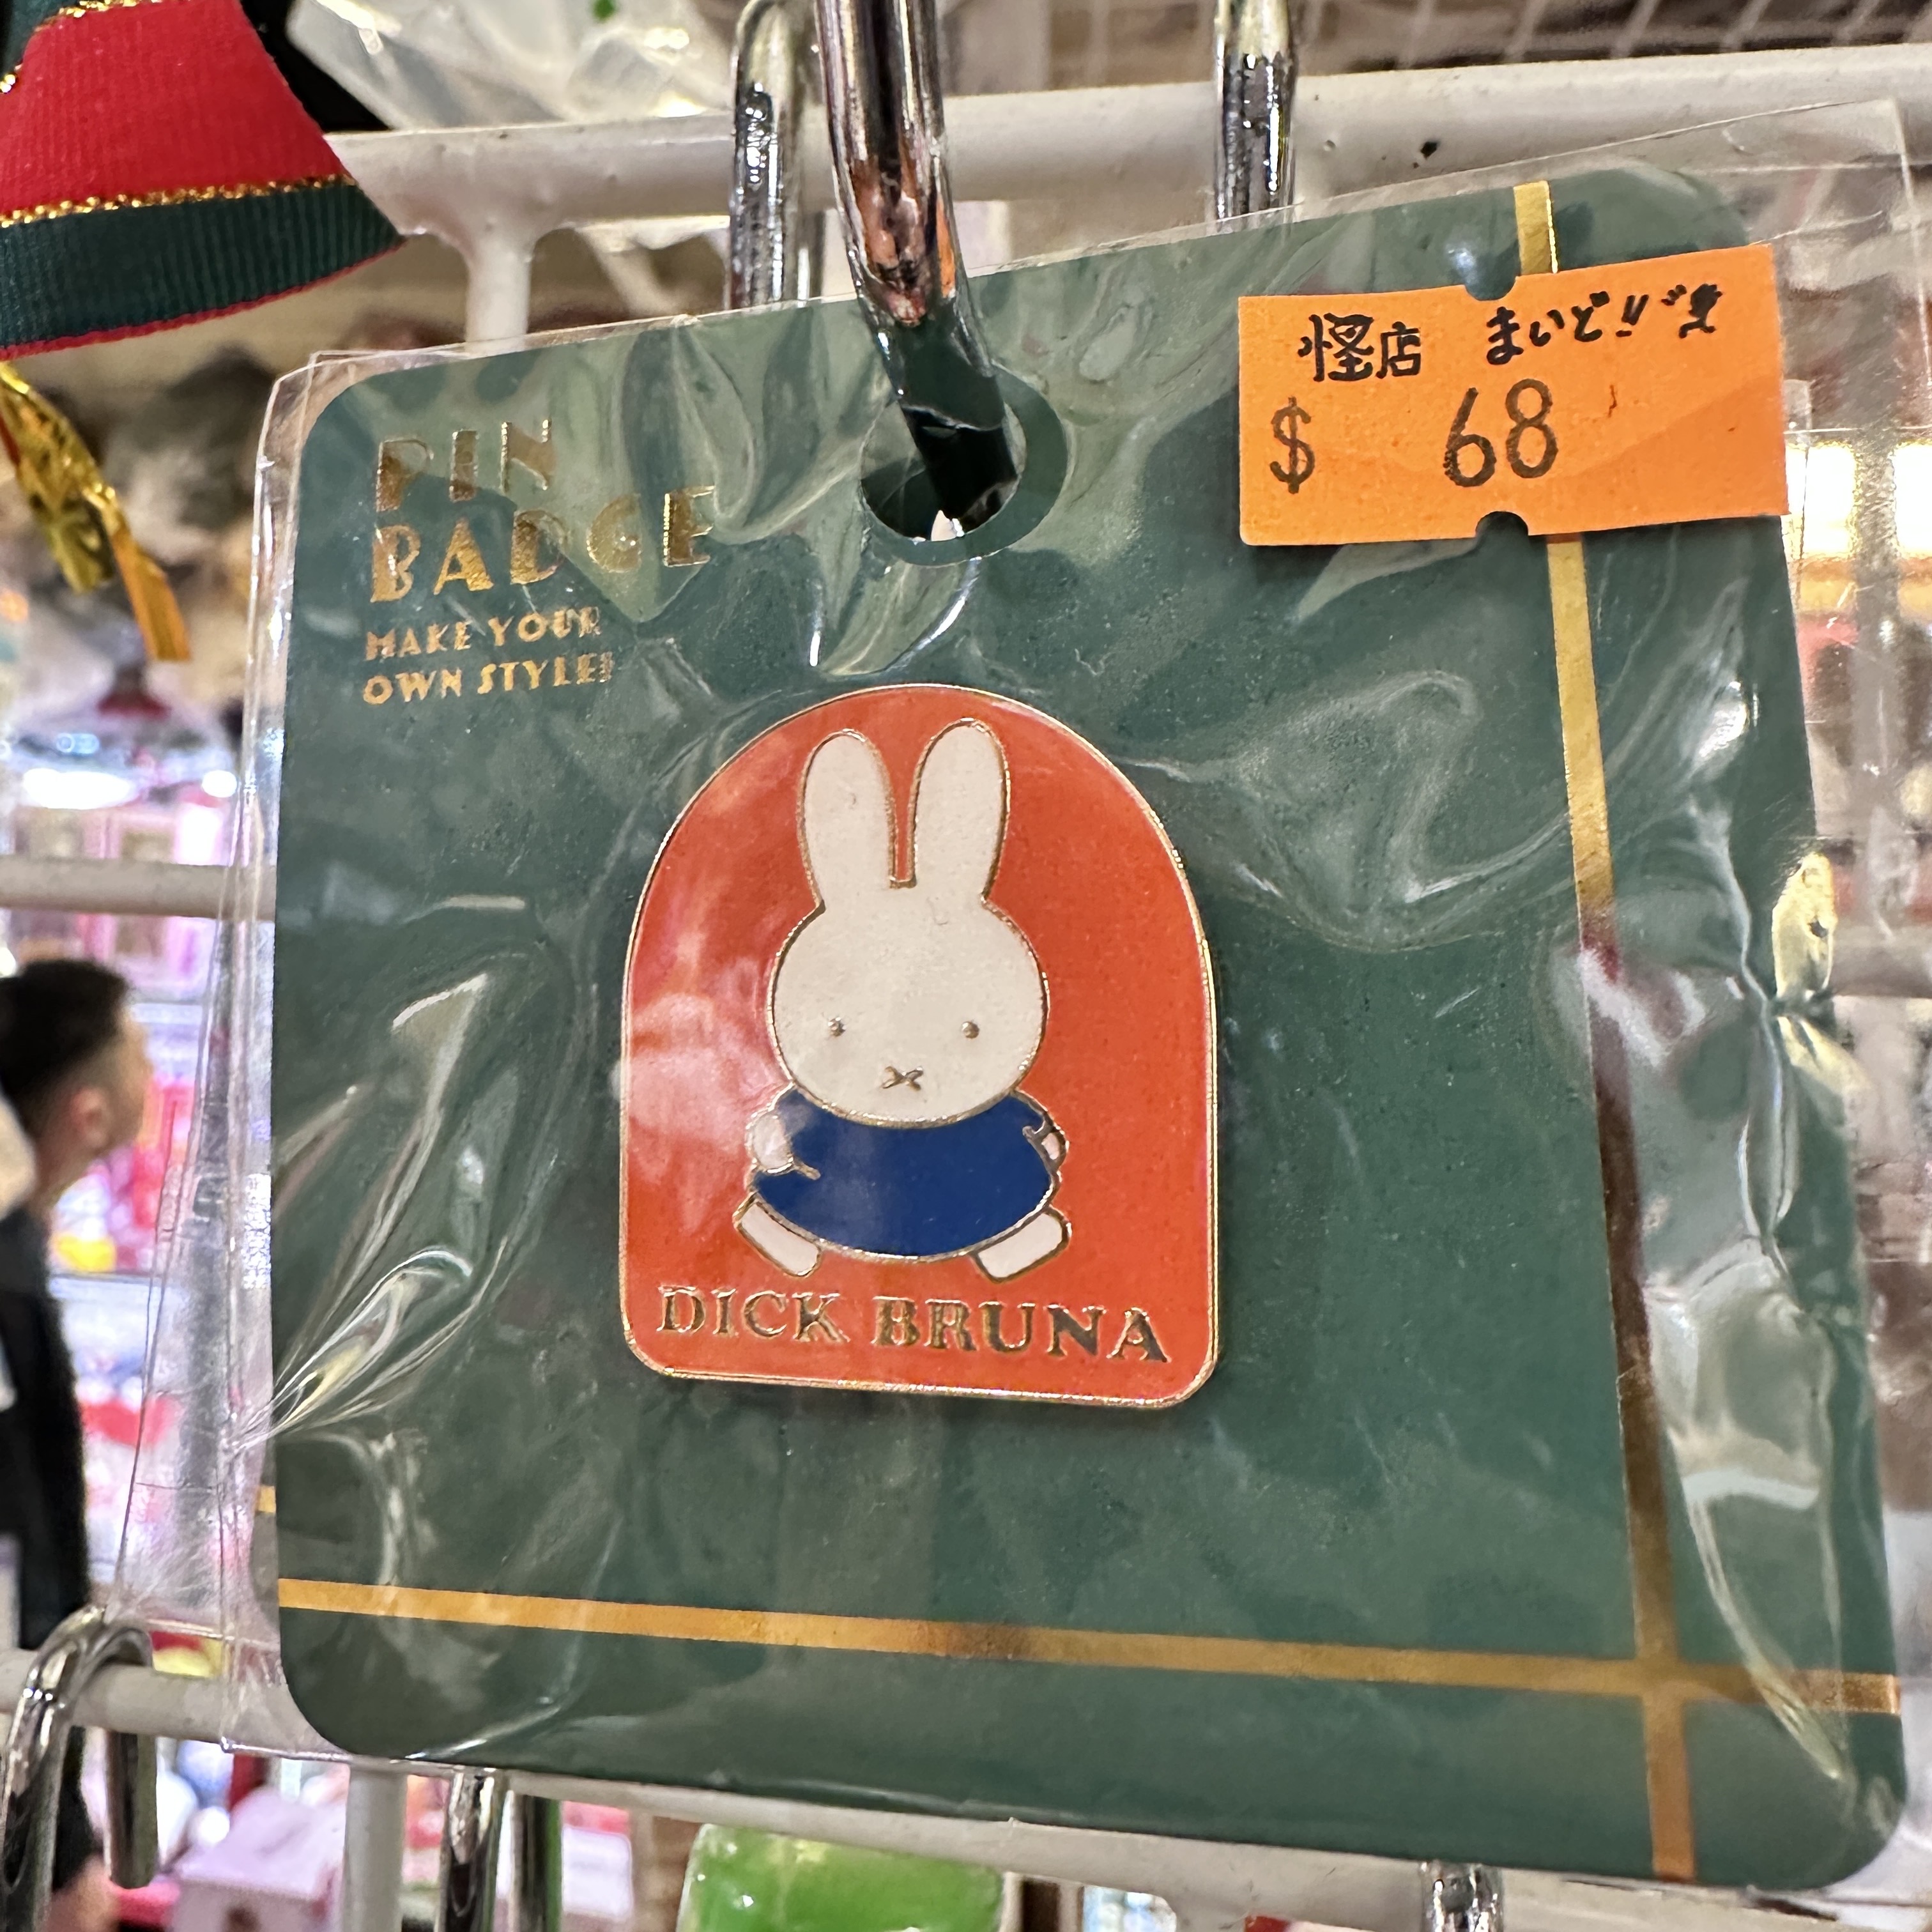 怪店 まいど!!
$ 68
PIN
BADGE
MAKE YOUR
OWN STYLE!
DICK BRUNA